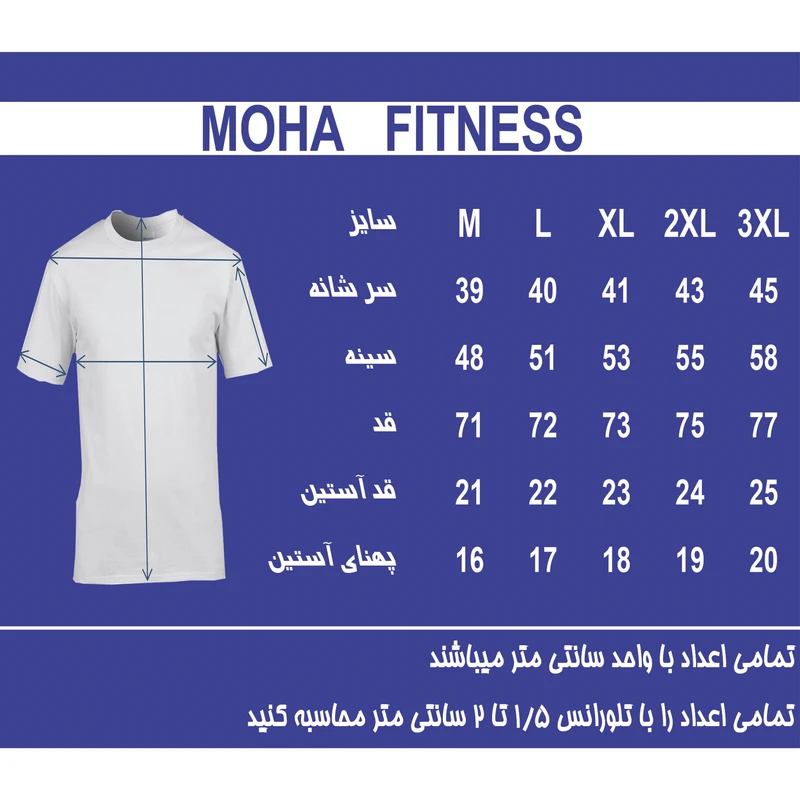 MOHA FITNESS
سایز M L XL 2XL 3XL
سر شانه 39 40 41 43 45
سینه 48 51 53 55 58
قد 71 72 73 75 77
قد آستین 21 22 23 24 25
پهنای آستین 16 17 18 19 20
تمامی اعداد با واحد سانتی متر میباشند
تمامی اعداد را با تلورانس ۱/۵ تا ۲ سانتی متر محاسبه کنید